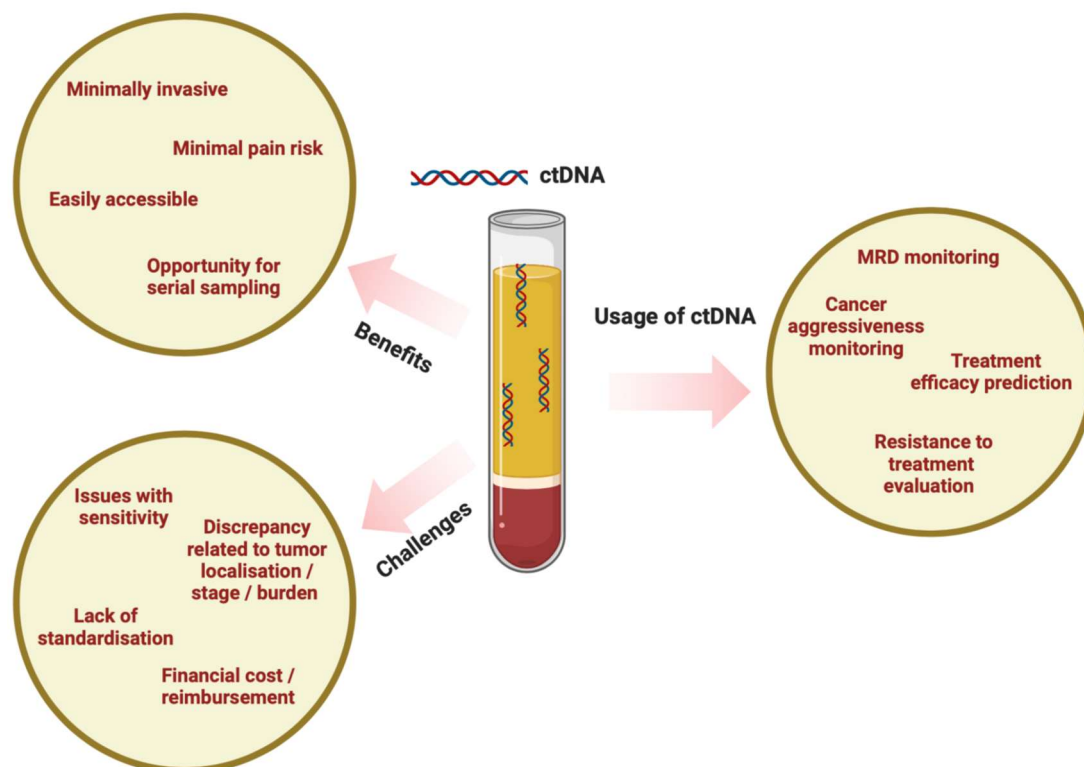 Minimally invasive
Minimal pain risk
Easily accessible
Opportunity for
serial sampling
Benefits
ctDNA
Usage of ctDNA
MRD monitoring
Cancer
aggressiveness
monitoring
Treatment
efficacy prediction
Resistance to
treatment
evaluation
Challenges
Issues with
sensitivity
Discrepancy
related to tumor
localisation /
stage / burden
Lack of
standardisation
Financial cost /
reimbursement